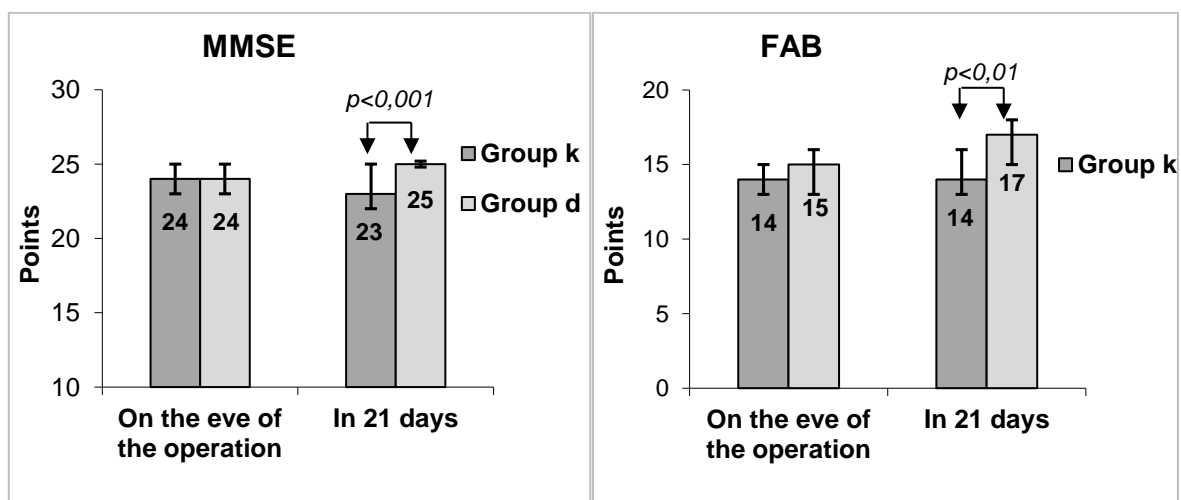 MMSE
Points
30
25
20
15
10
p<0,001
24
24
23
25
On the eve of
the operation
In 21 days
Group k
Group d
FAB
Points
20
15
10
5
0
p<0,01
14
15
14
17
On the eve of
the operation
In 21 days
Group k